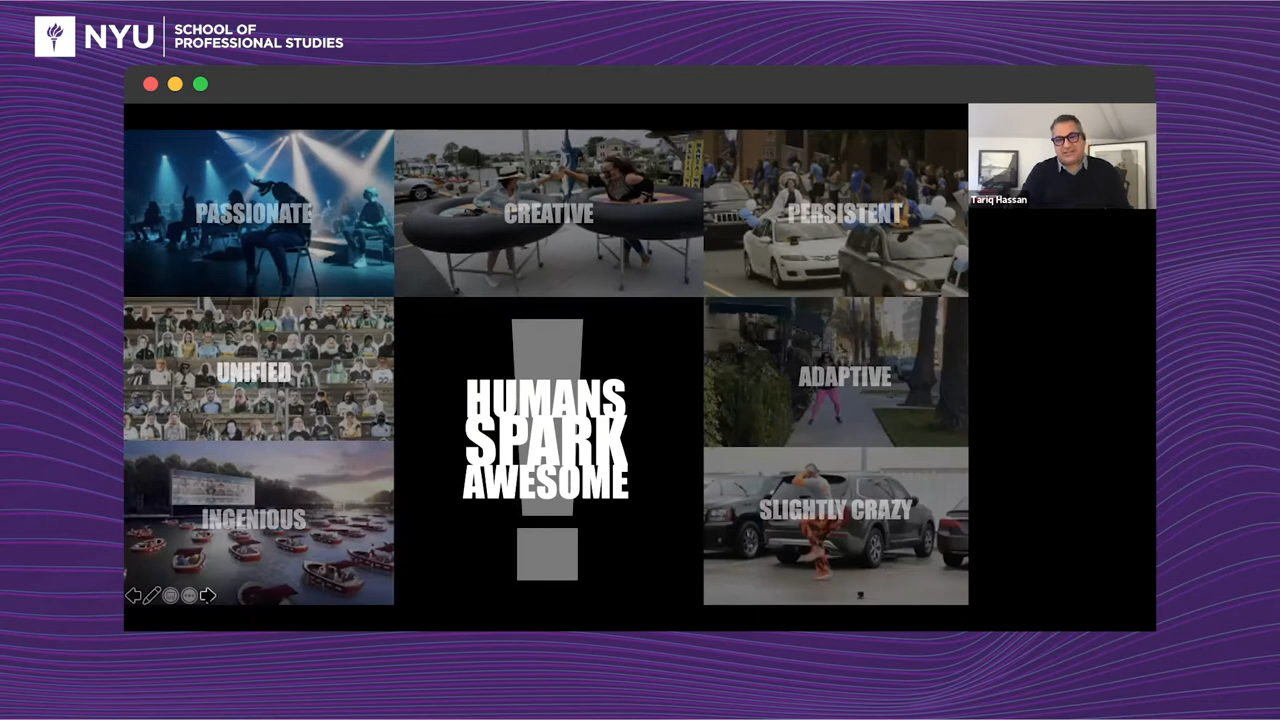 NYU
SCHOOL OF
PROFESSIONAL STUDIES
Tariq Hassan
PASSIONATE
CREATIVE
PERSISTENT
UNIFIED
HUMANS
SPARK
AWESOME
ADAPTIVE
INGENIOUS
SLIGHTLY CRAZY